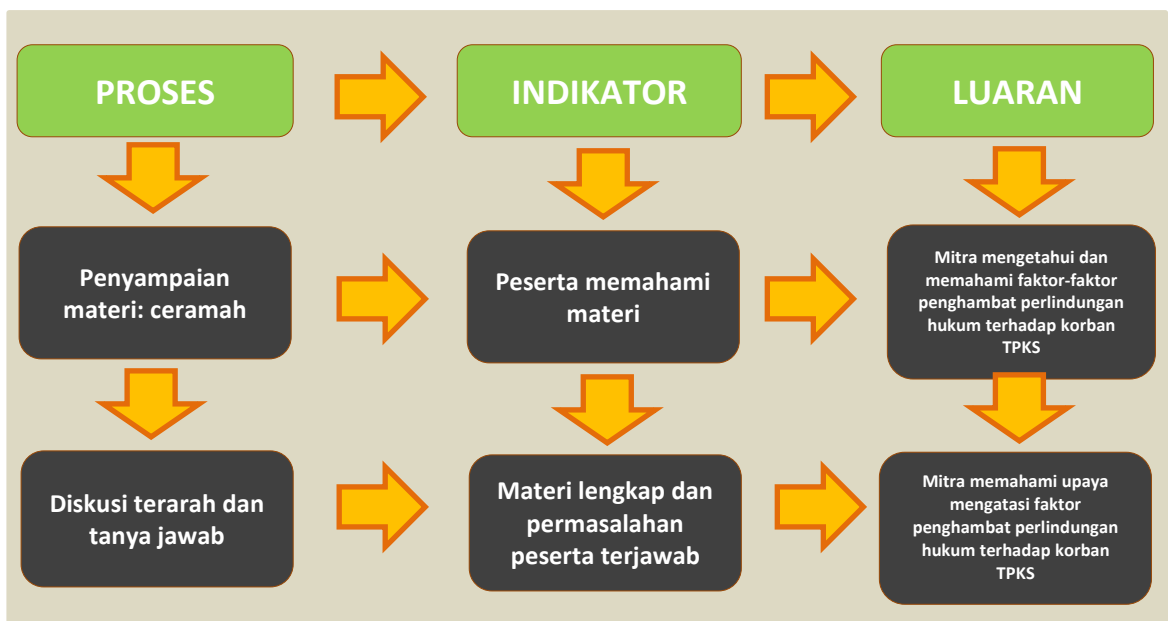 PROSES
INDIKATOR
LUARAN
Penyampaian
materi: ceramah
Peserta memahami
materi
Mitra mengetahui dan
memahami faktor-faktor
penghambat perlindungan
hukum terhadap korban
TPKS
Diskusi terarah dan
tanya jawab
Materi lengkap dan
permasalahan
peserta terjawab
Mitra memahami upaya
mengatasi faktor
penghambat perlindungan
hukum terhadap korban
TPKS